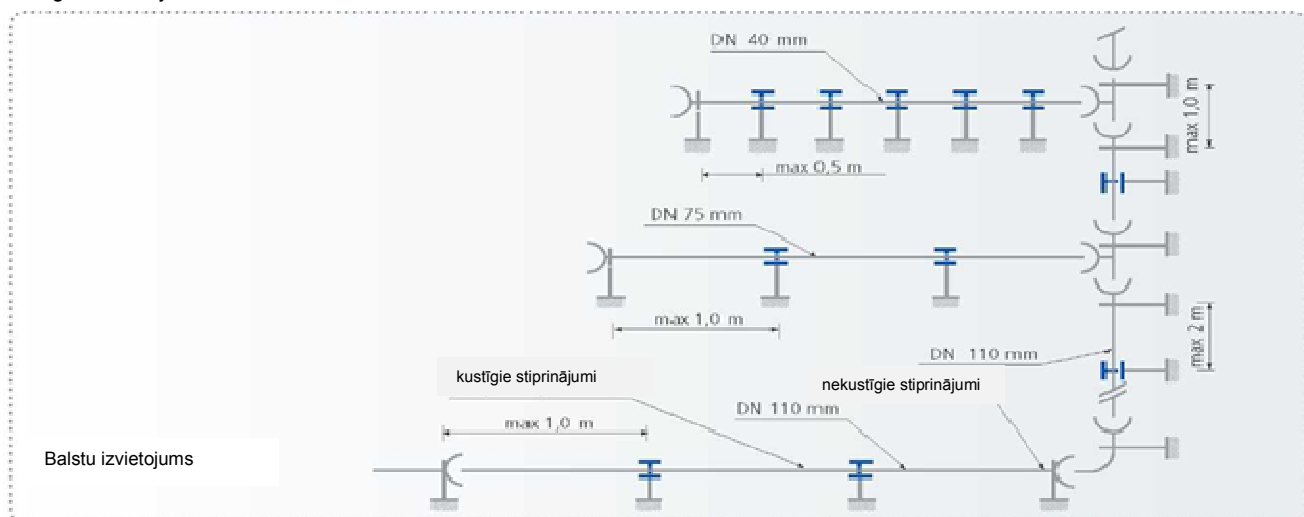 DN 40 mm
max 1,0 m
max 0,5 m
DN 75 mm
max 1,0 m
max 2 m
DN 110 mm
kustīgie stiprinājumi
nekustīgie stiprinājumi
DN 110 mm
max 1,0 m
Balstu izvietojums